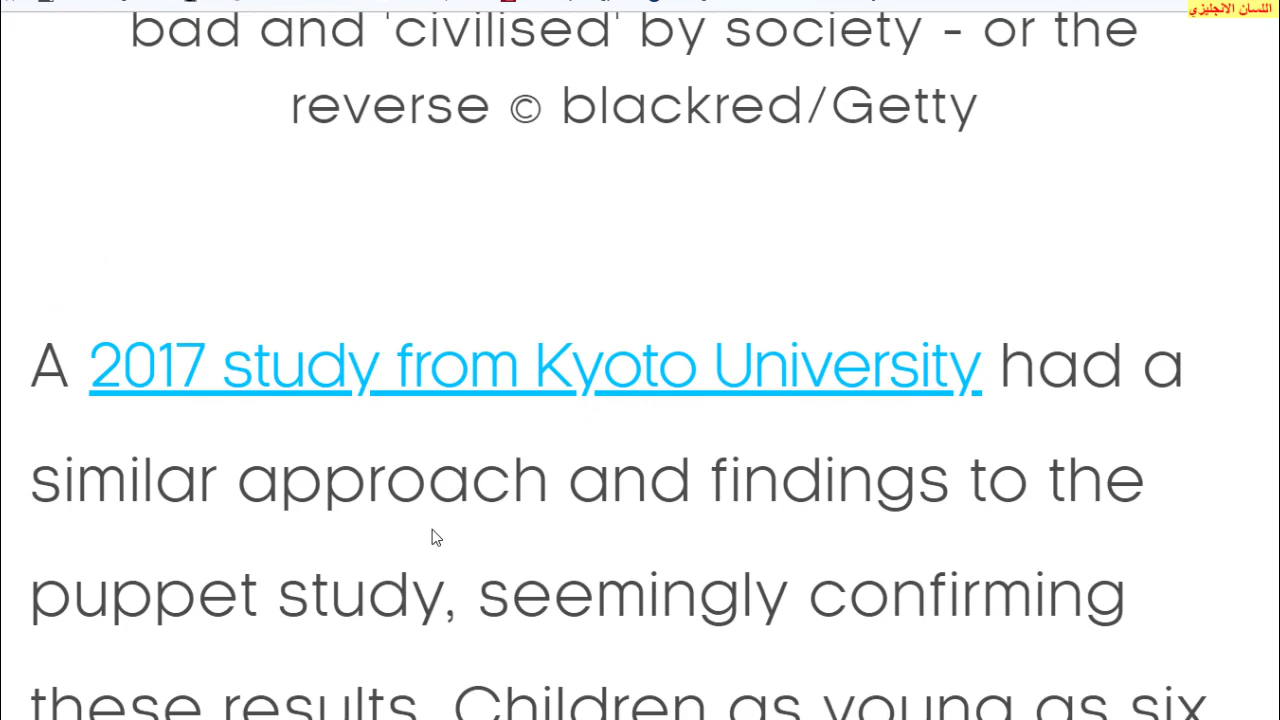 اللسان الانجليزي
bad and 'civilised' by society - or the
reverse © blackred/Getty
A 2017 study from Kyoto University had a
similar approach and findings to the
puppet study, seemingly confirming
these results. Children as young as six